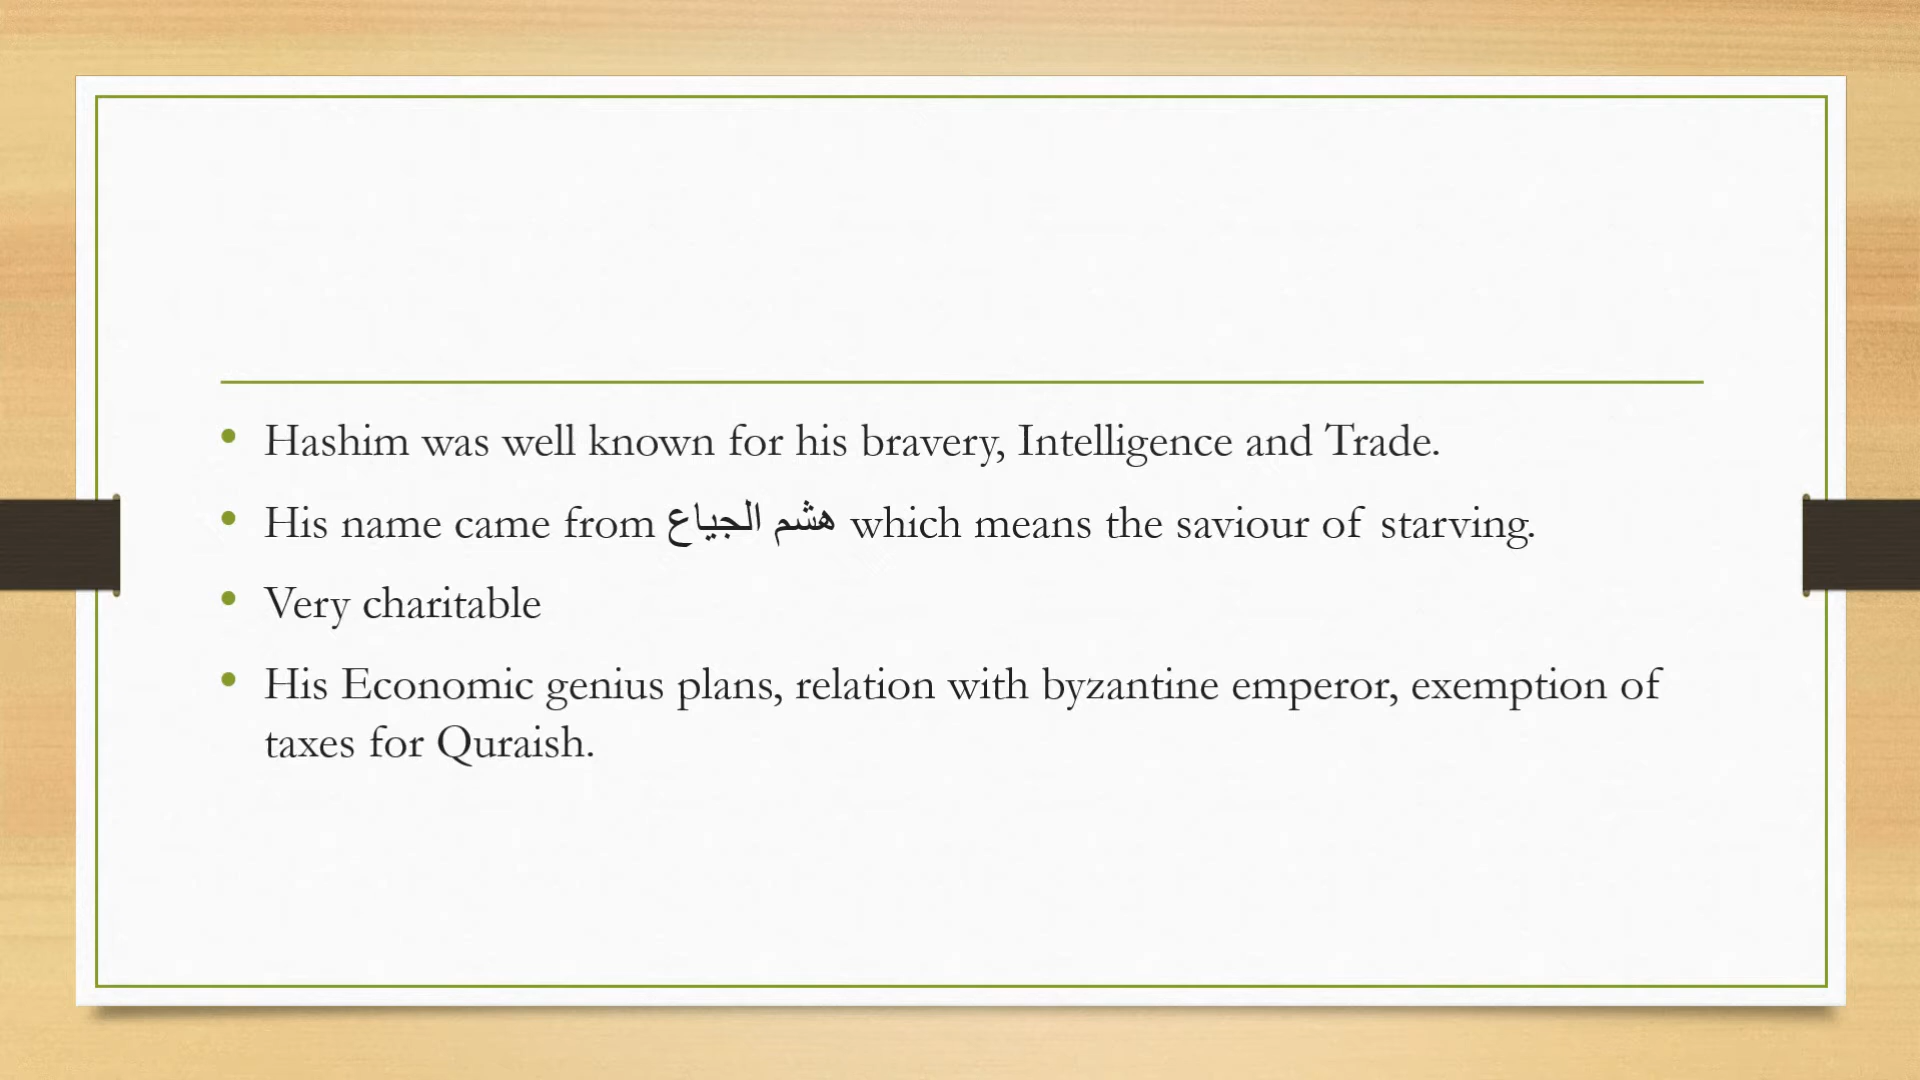 • Hashim was well known for his bravery, Intelligence and Trade.
• His name came from هشم الجياع which means the saviour of starving.
• Very charitable
• His Economic genius plans, relation with byzantine emperor, exemption of
taxes for Quraish.